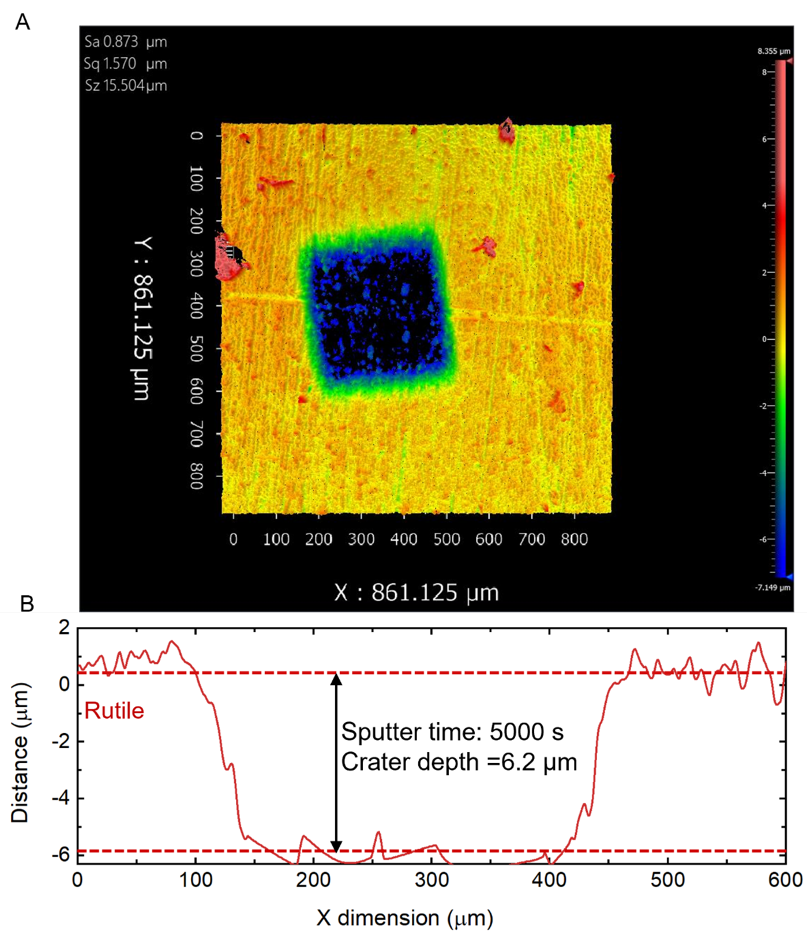 A
Sa 0.873 μm
Sq 1.570 μm
Sz 15.504μm
8.355 μm
8
6
4
2
0
-2
-4
-6
-7.149 μm
0
100
200
300
400
500
600
700
800
Y : 861.125 μm
0 100 200 300 400 500 600 700 800
X : 861.125 μm
B
2
0
-2
-4
-6
Distance (μm)
Rutile
Sputter time: 5000 s
Crater depth =6.2 μm
0 100 200 300 400 500 600
X dimension (μm)